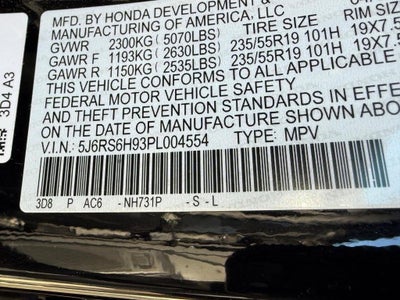 MFD. BY HONDA DEVELOPMENT &
MANUFACTURING OF AMERICA, LLC
TIRE SIZE RIM SIZE
GVWR 2300KG (5070LBS)
GAWR F 1193KG (2630LBS) 235/55R19 101H 19X7.5
GAWR R 1150KG (2535LBS) 235/55R19 101H 19X7.5
THIS VEHICLE CONFORMS TO ALL APPLICABLE
FEDERAL MOTOR VEHICLE SAFETY
AND THEFT PREVENTION STANDARDS IN EFFE
ON THE DATE OF MANUFACTURE SHOWN ABO
V.I.N.: 5J6RS6H93PL004554 TYPE: MPV
3D8 P AC6 -NH731P -S-L
3D4 A3